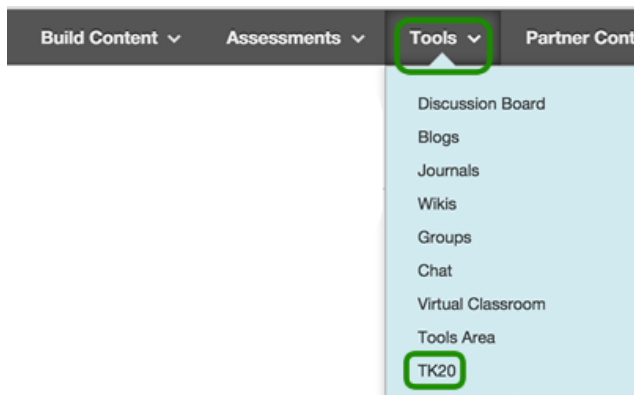 Build Content Assessments Tools Partner Cont
Discussion Board
Blogs
Journals
Wikis
Groups
Chat
Virtual Classroom
Tools Area
TK20